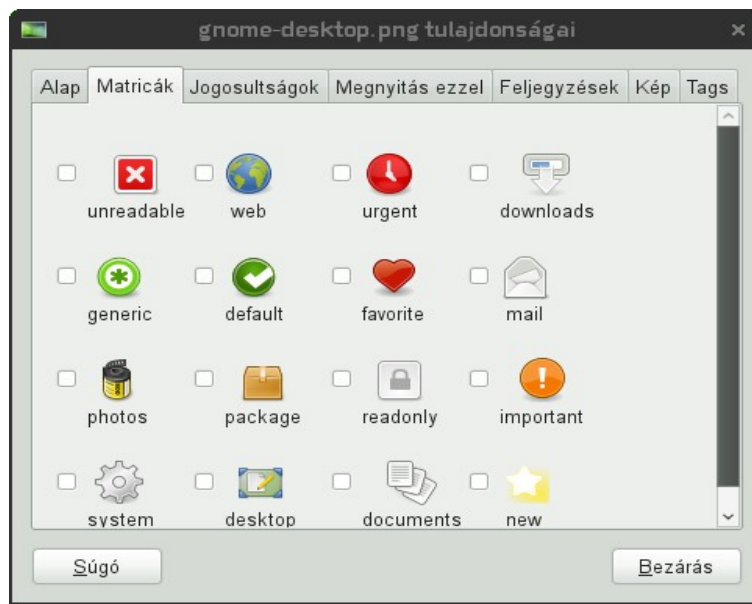 gnome-desktop.png tulajdonságai
Alap Matricák Jogosultságok Megnyitás ezzel Feljegyzések Kép Tags
unreadable web urgent downloads
generic default favorite mail
photos package readonly important
system desktop documents new
Súgó Bezárás